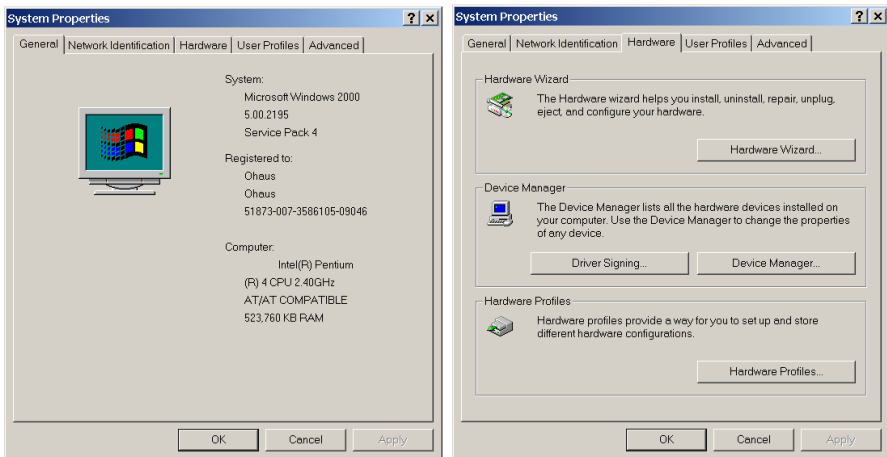 System Properties
General Network Identification Hardware User Profiles Advanced
System:
Microsoft Windows 2000
5.00.2195
Service Pack 4
Registered to:
Ohaus
Ohaus
51873-007-3586105-09046
Computer:
Intel(R) Pentium
(R) 4 CPU 2.40GHz
AT/AT COMPATIBLE
523,760 KB RAM
OK Cancel Apply
System Properties
General Network Identification Hardware User Profiles Advanced
Hardware Wizard
The Hardware wizard helps you install, uninstall, repair, unplug,
eject, and configure your hardware.
Hardware Wizard...
Device Manager
The Device Manager lists all the hardware devices installed on
your computer. Use the Device Manager to change the properties
of any device.
Driver Signing... Device Manager...
Hardware Profiles
Hardware profiles provide a way for you to set up and store
different hardware configurations.
Hardware Profiles...
OK Cancel Apply